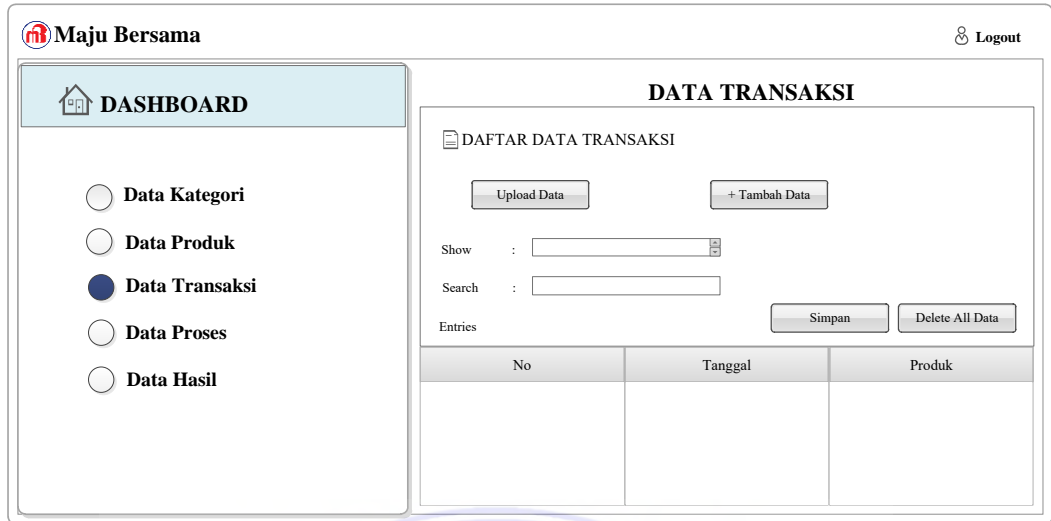 Maju Bersama
Logout
DASHBOARD
Data Kategori
Data Produk
Data Transaksi
Data Proses
Data Hasil
DATA TRANSAKSI
DAFTAR DATA TRANSAKSI
Upload Data
+ Tambah Data
Show :
Search :
Entries
Simpan
Delete All Data
No Tanggal Produk